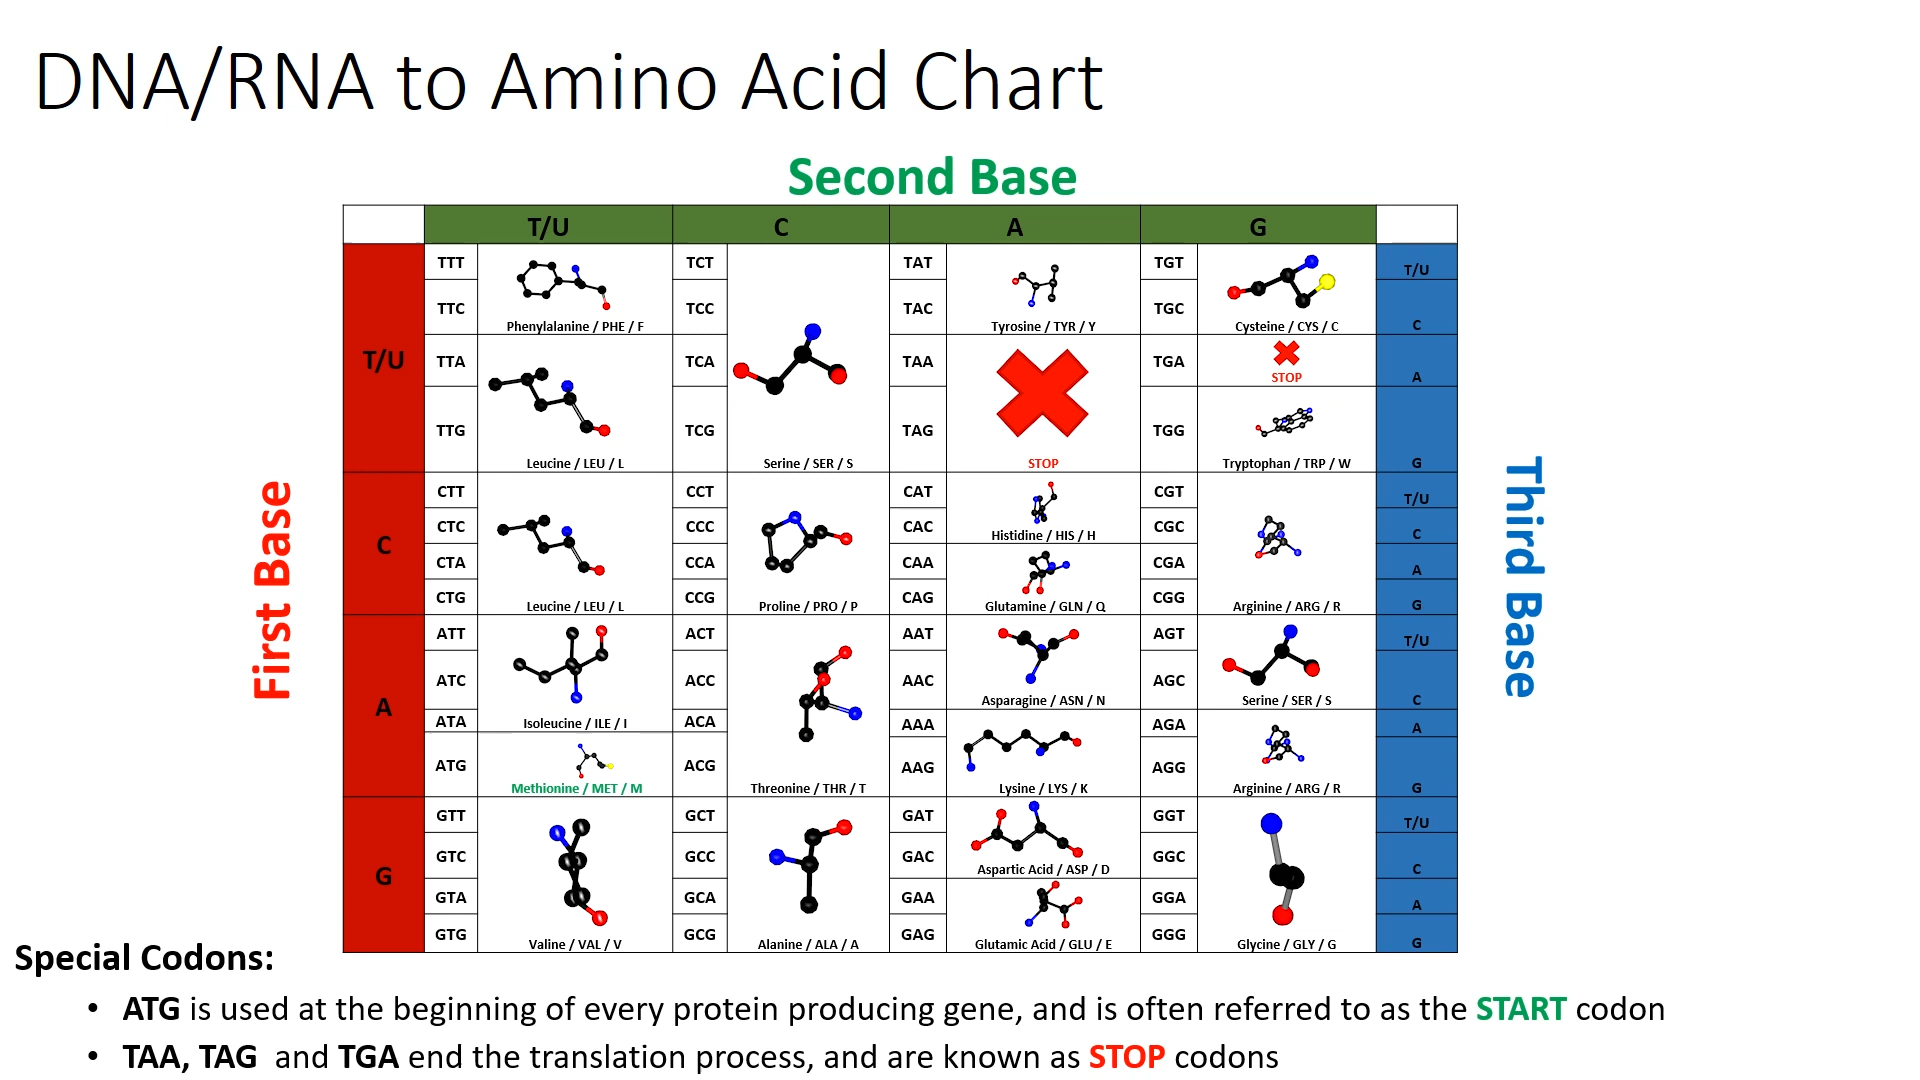 DNA/RNA to Amino Acid Chart
Second Base
T/U C A G
First Base
Third Base
T/U
TTT
TTC
Phenylalanine / PHE / F
TTA
TTG
Leucine / LEU / L
TCT
TCC
TCA
TCG
Serine / SER / S
TAT
TAC
Tyrosine / TYR / Y
TAA
TAG
STOP
TGT
TGC
Cysteine / CYS / C
TGA
STOP
TGG
Tryptophan / TRP / W
T/U
C
A
G
C
CTT
CTC
CTA
CTG
Leucine / LEU / L
CCT
CCC
CCA
CCG
Proline / PRO / P
CAT
CAC
Histidine / HIS / H
CAA
CAG
Glutamine / GLN / Q
CGT
CGC
CGA
CGG
Arginine / ARG / R
T/U
C
A
G
A
ATT
ATC
ATA
Isoleucine / ILE / I
ATG
Methionine / MET / M
ACT
ACC
ACA
ACG
Threonine / THR / T
AAT
AAC
Asparagine / ASN / N
AAA
AAG
Lysine / LYS / K
AGT
AGC
Serine / SER / S
AGA
AGG
Arginine / ARG / R
T/U
C
A
G
G
GTT
GTC
GTA
GTG
Valine / VAL / V
GCT
GCC
GCA
GCG
Alanine / ALA / A
GAT
GAC
Aspartic Acid / ASP / D
GAA
GAG
Glutamic Acid / GLU / E
GGT
GGC
GGA
GGG
Glycine / GLY / G
T/U
C
A
G
Special Codons:
• ATG is used at the beginning of every protein producing gene, and is often referred to as the START codon
• TAA, TAG and TGA end the translation process, and are known as STOP codons